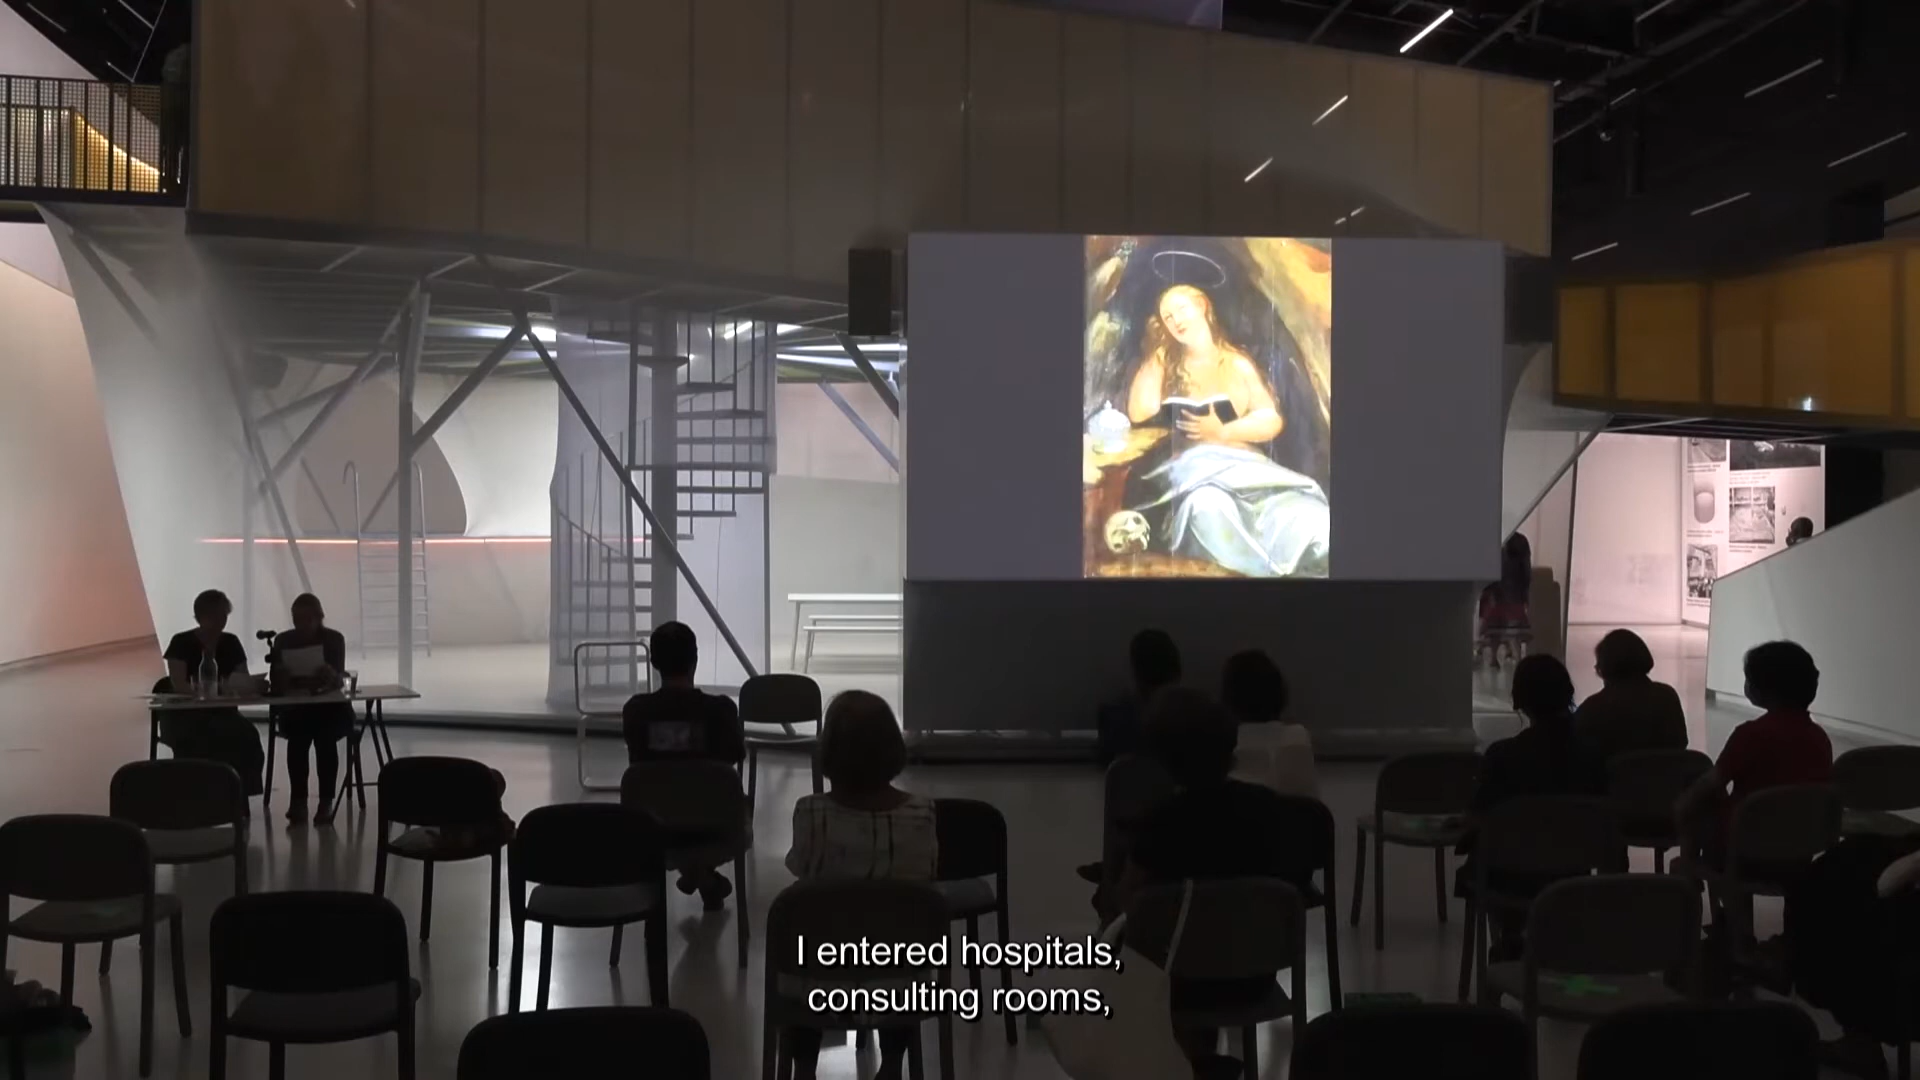 I entered hospitals,
consulting rooms,